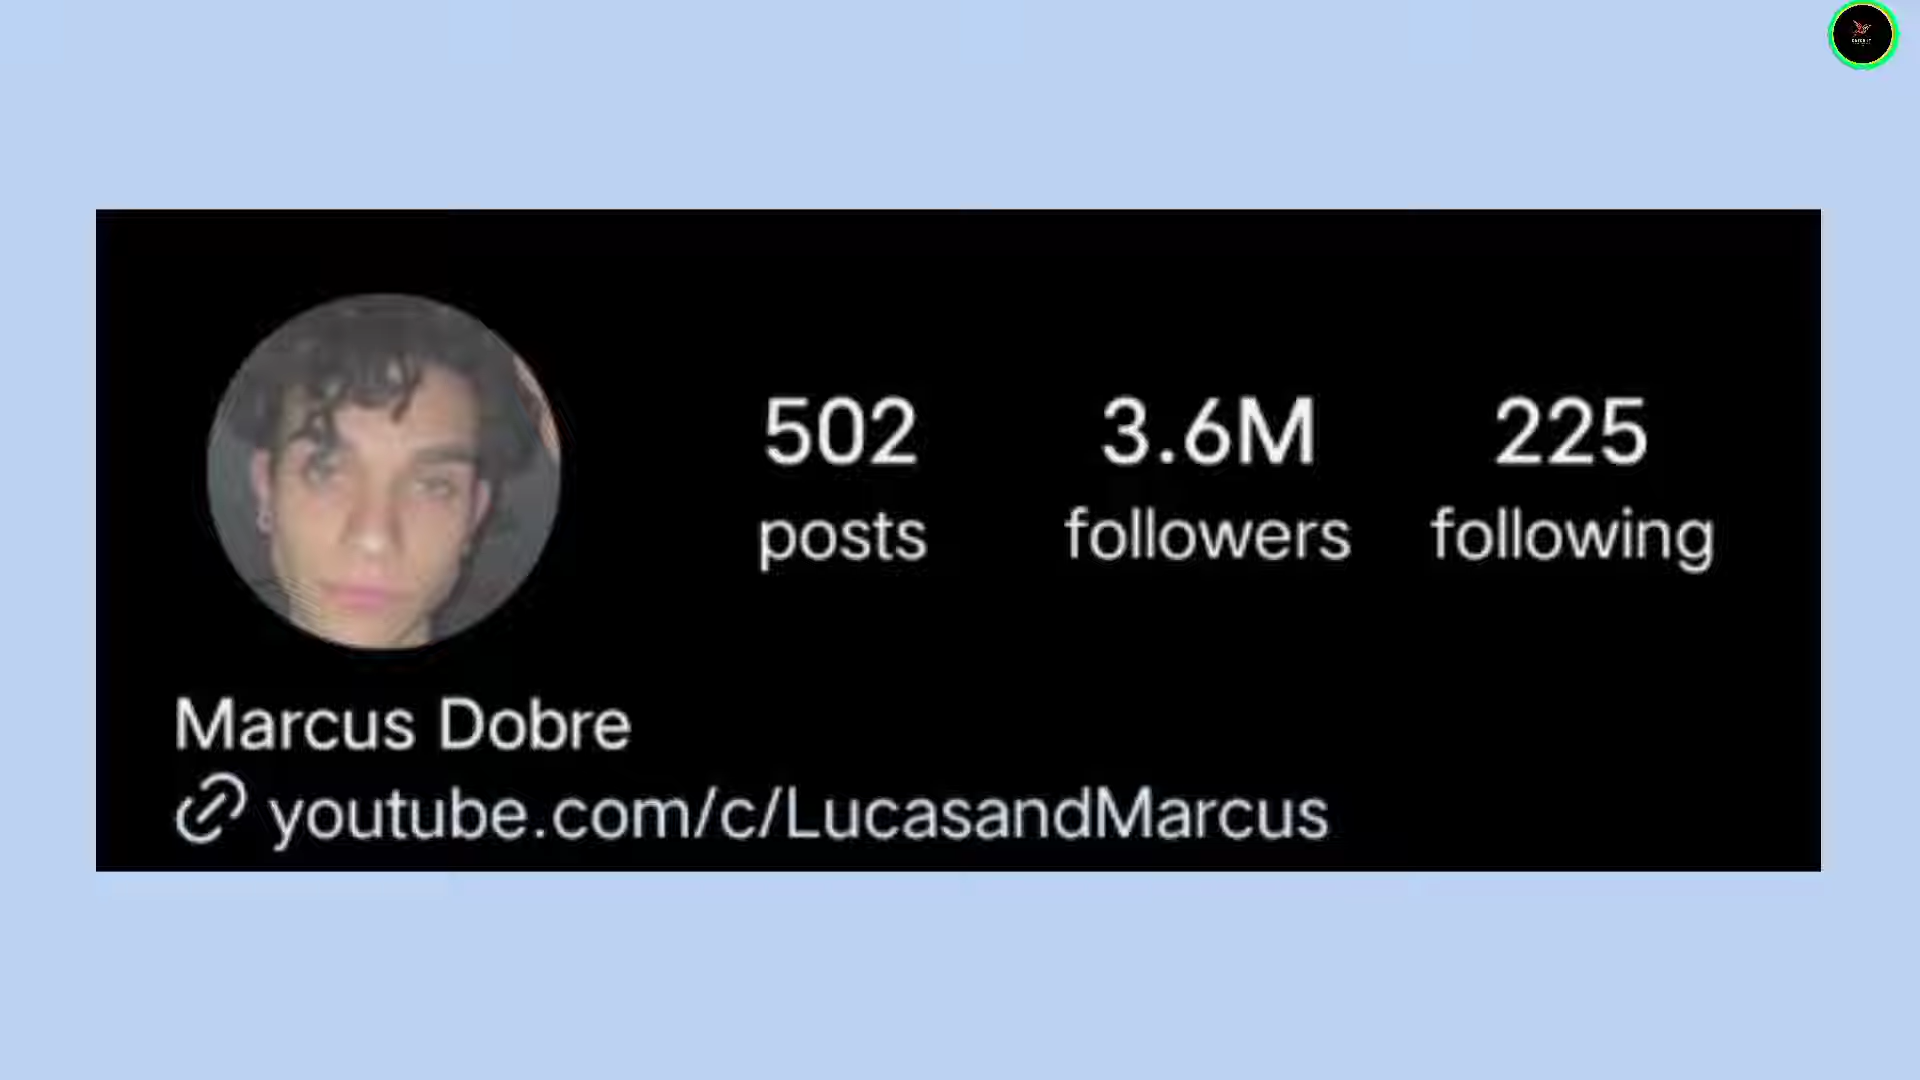 502 3.6M 225
posts followers following
Marcus Dobre
youtube.com/c/LucasandMarcus